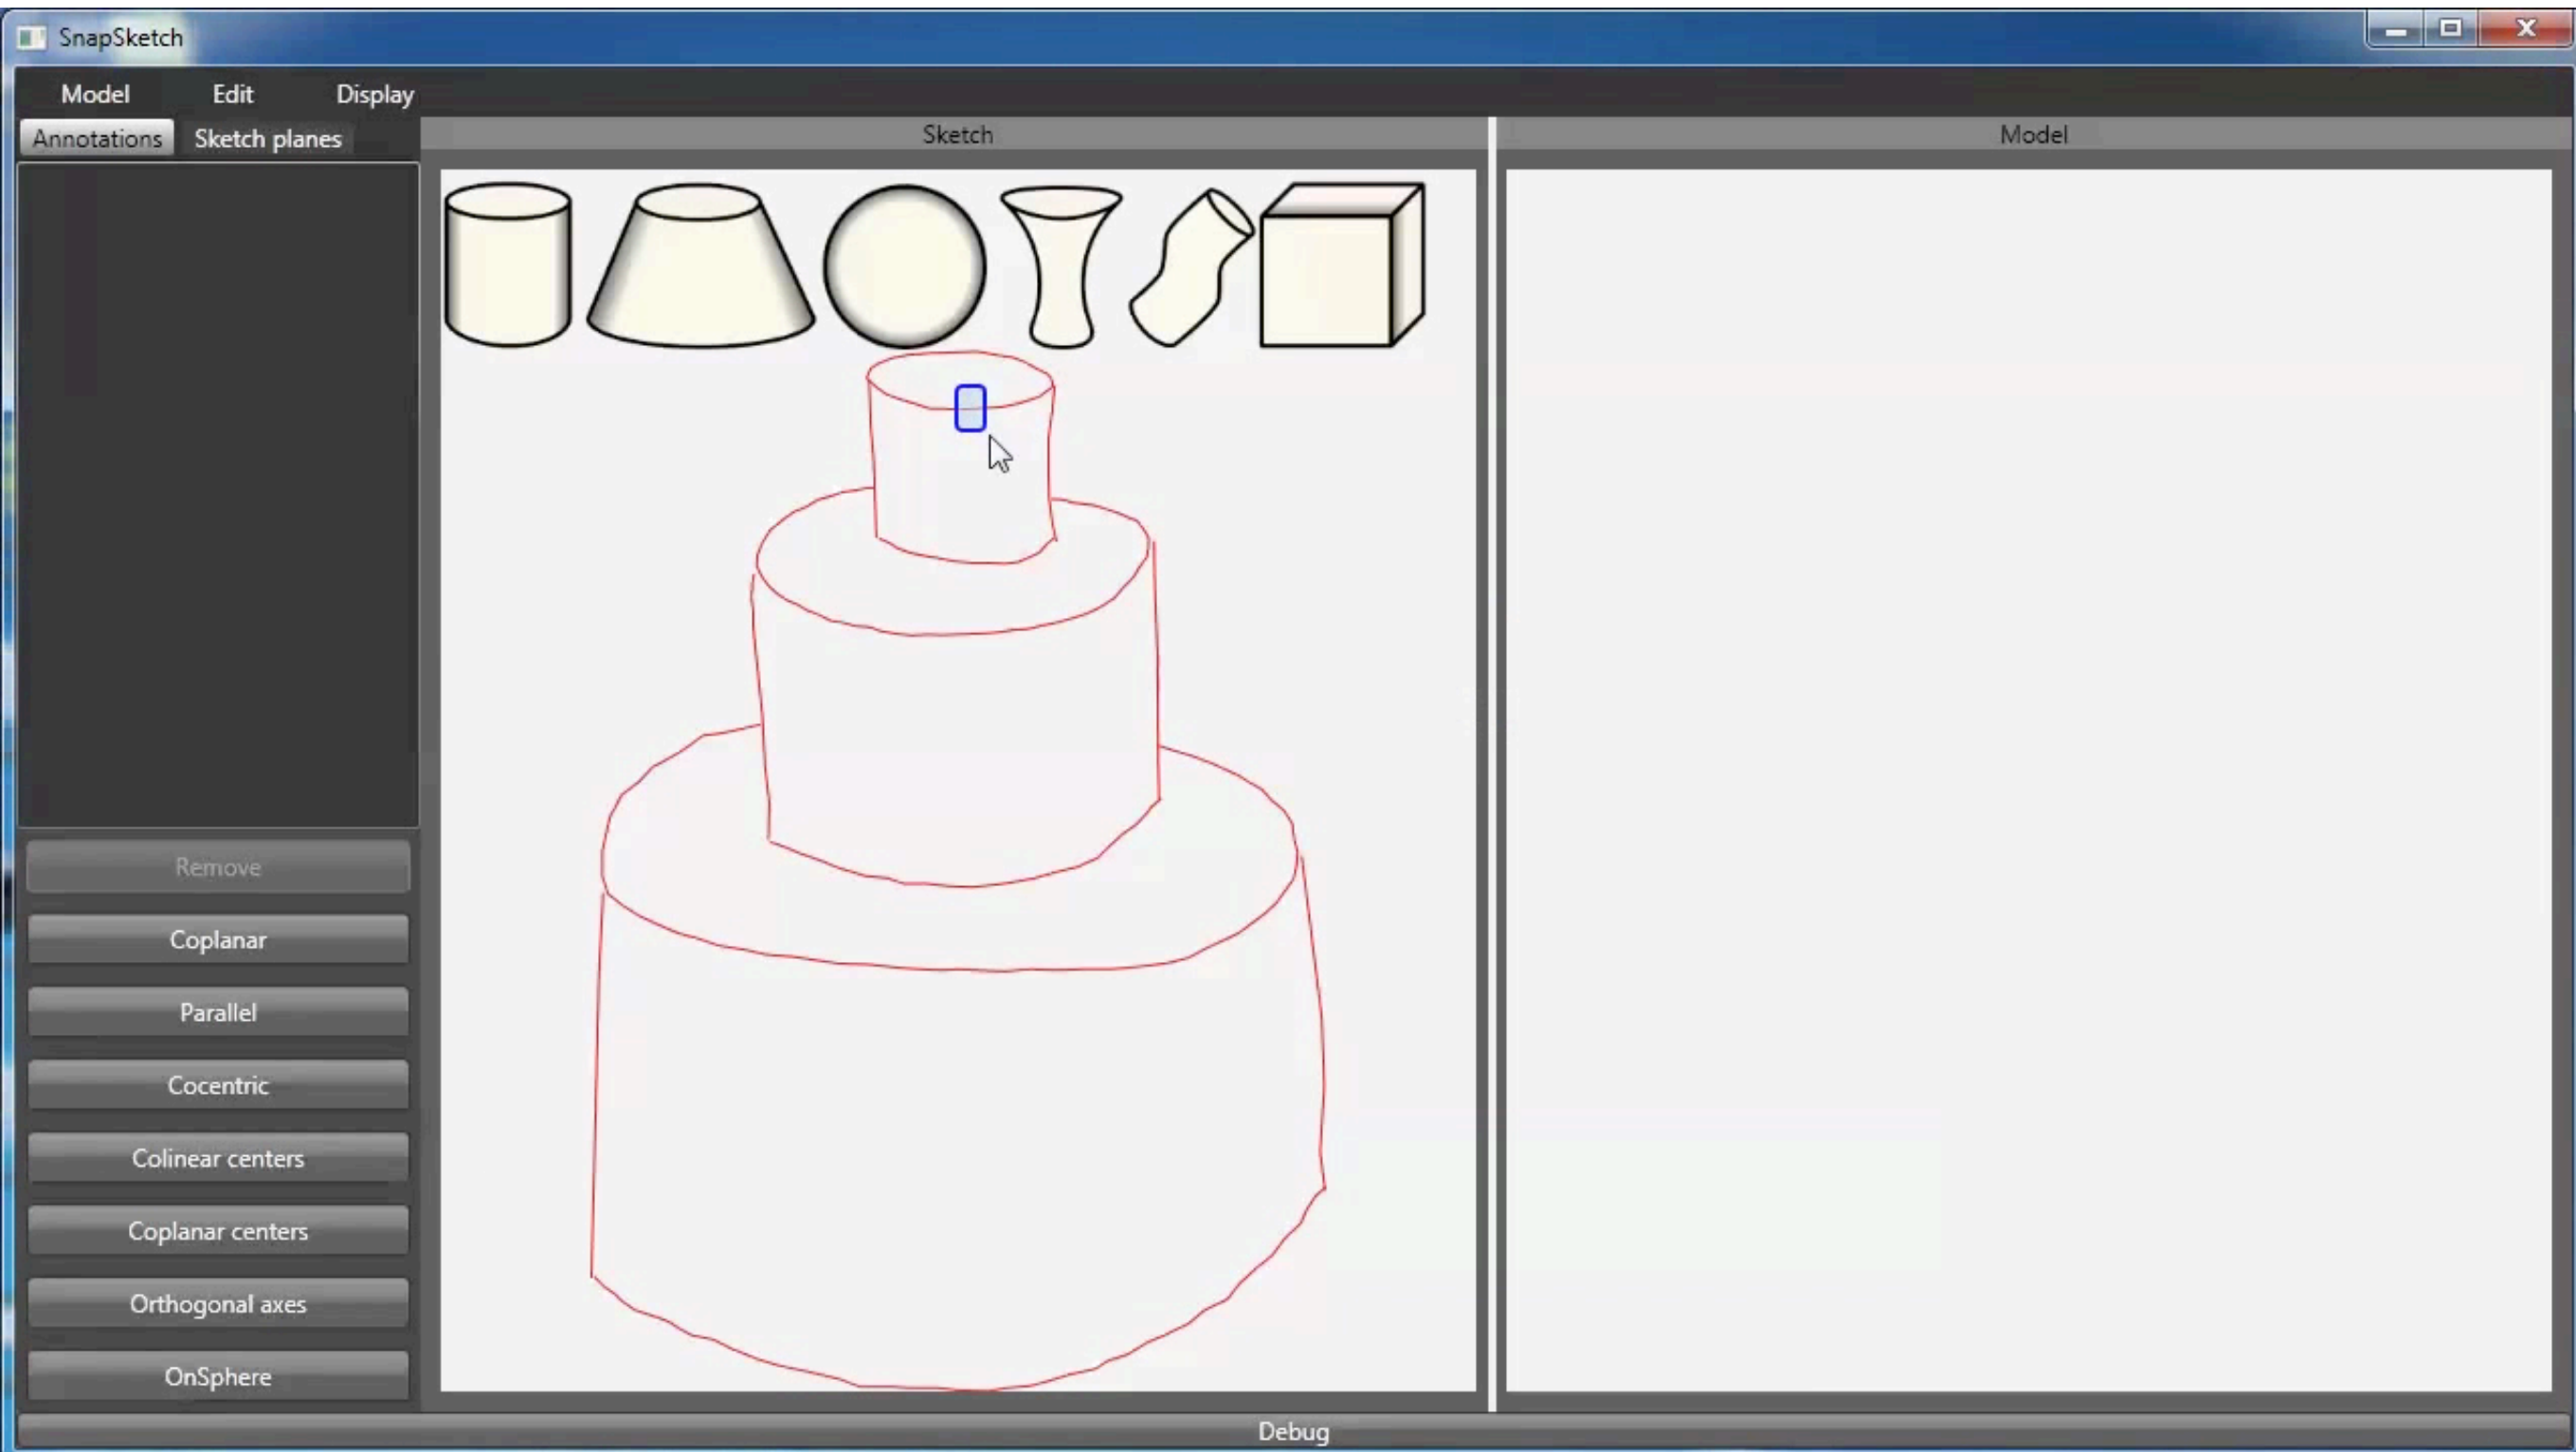 SnapSketch
Model Edit Display
Annotations Sketch planes
Sketch
Model
Remove
Coplanar
Parallel
Cocentric
Colinear centers
Coplanar centers
Orthogonal axes
OnSphere
Debug